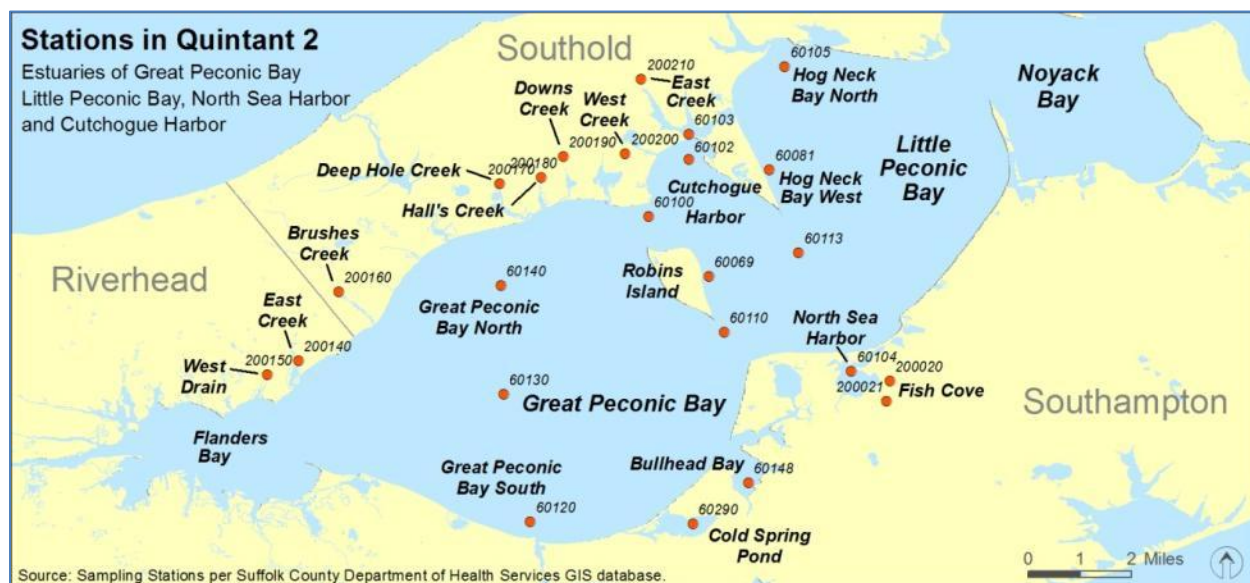 Stations in Quintant 2
Estuaries of Great Peconic Bay
Little Peconic Bay, North Sea Harbor
and Cutchogue Harbor
Southold
200210
East
Creek
60105
Hog Neck
Bay North
Noyack
Bay
Downs
Creek
West
Creek
60103
200190
200200
60102
60081
Little
Peconic
Bay
Deep Hole Creek
200170
200180
Hall's Creek
Cutchogue
Harbor
Hog Neck
Bay West
60100
Brushes
Creek
60113
Riverhead
200160
60140
Robins
Island
60069
Great Peconic
Bay North
East
Creek
60110
North Sea
Harbor
200140
200150
West
Drain
60104
200020
200021
Fish Cove
60130
Great Peconic Bay
Southampton
Flanders
Bay
Great Peconic
Bay South
Bullhead Bay
60148
60120
60290
Cold Spring
Pond
0 1 2 Miles
Source: Sampling Stations per Suffolk County Department of Health Services GIS database.